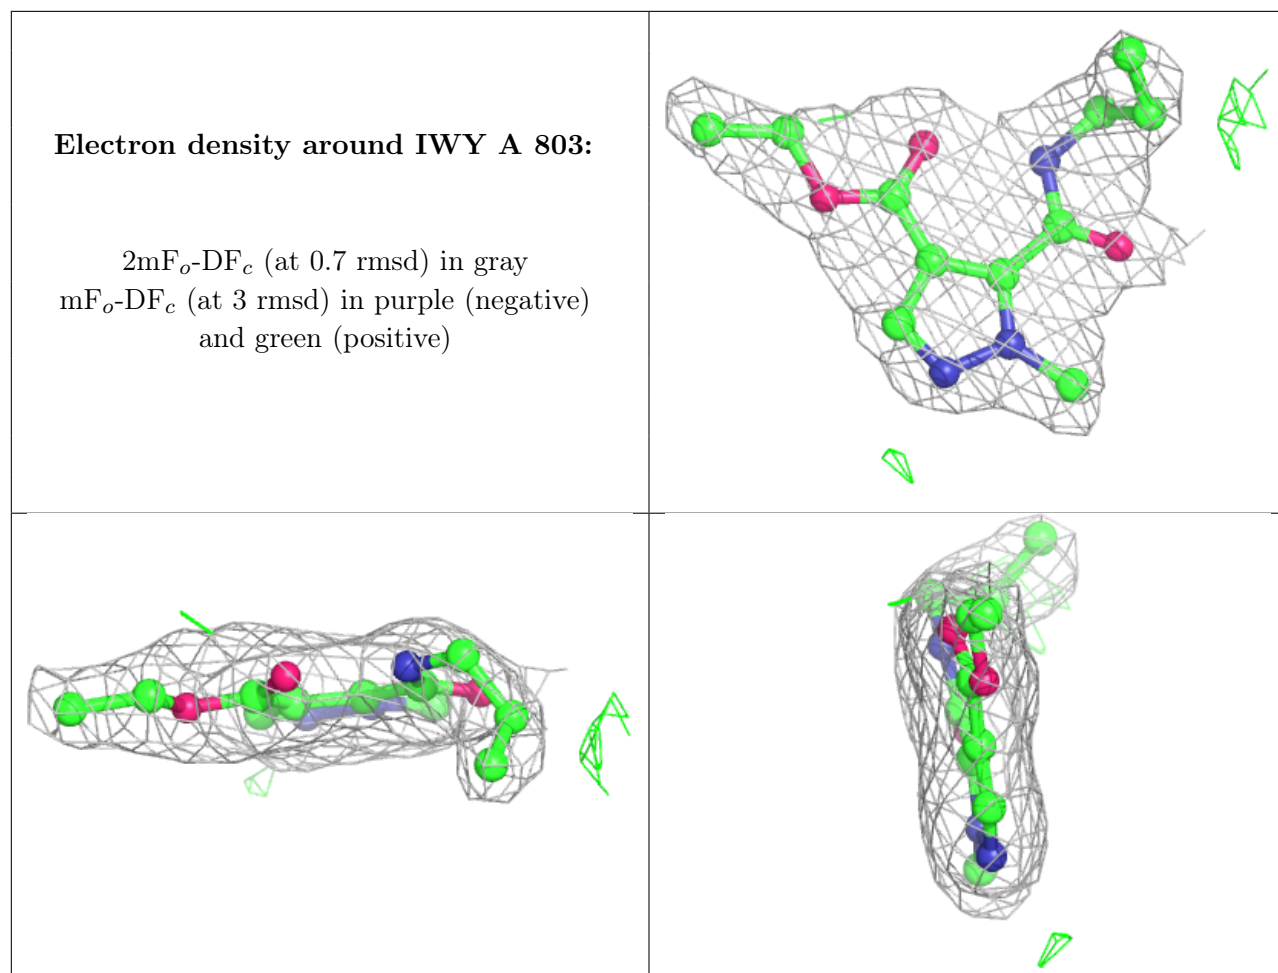 Electron density around IWY A 803:
2mFo-DFc (at 0.7 rmsd) in gray
mFo-DFc (at 3 rmsd) in purple (negative)
and green (positive)